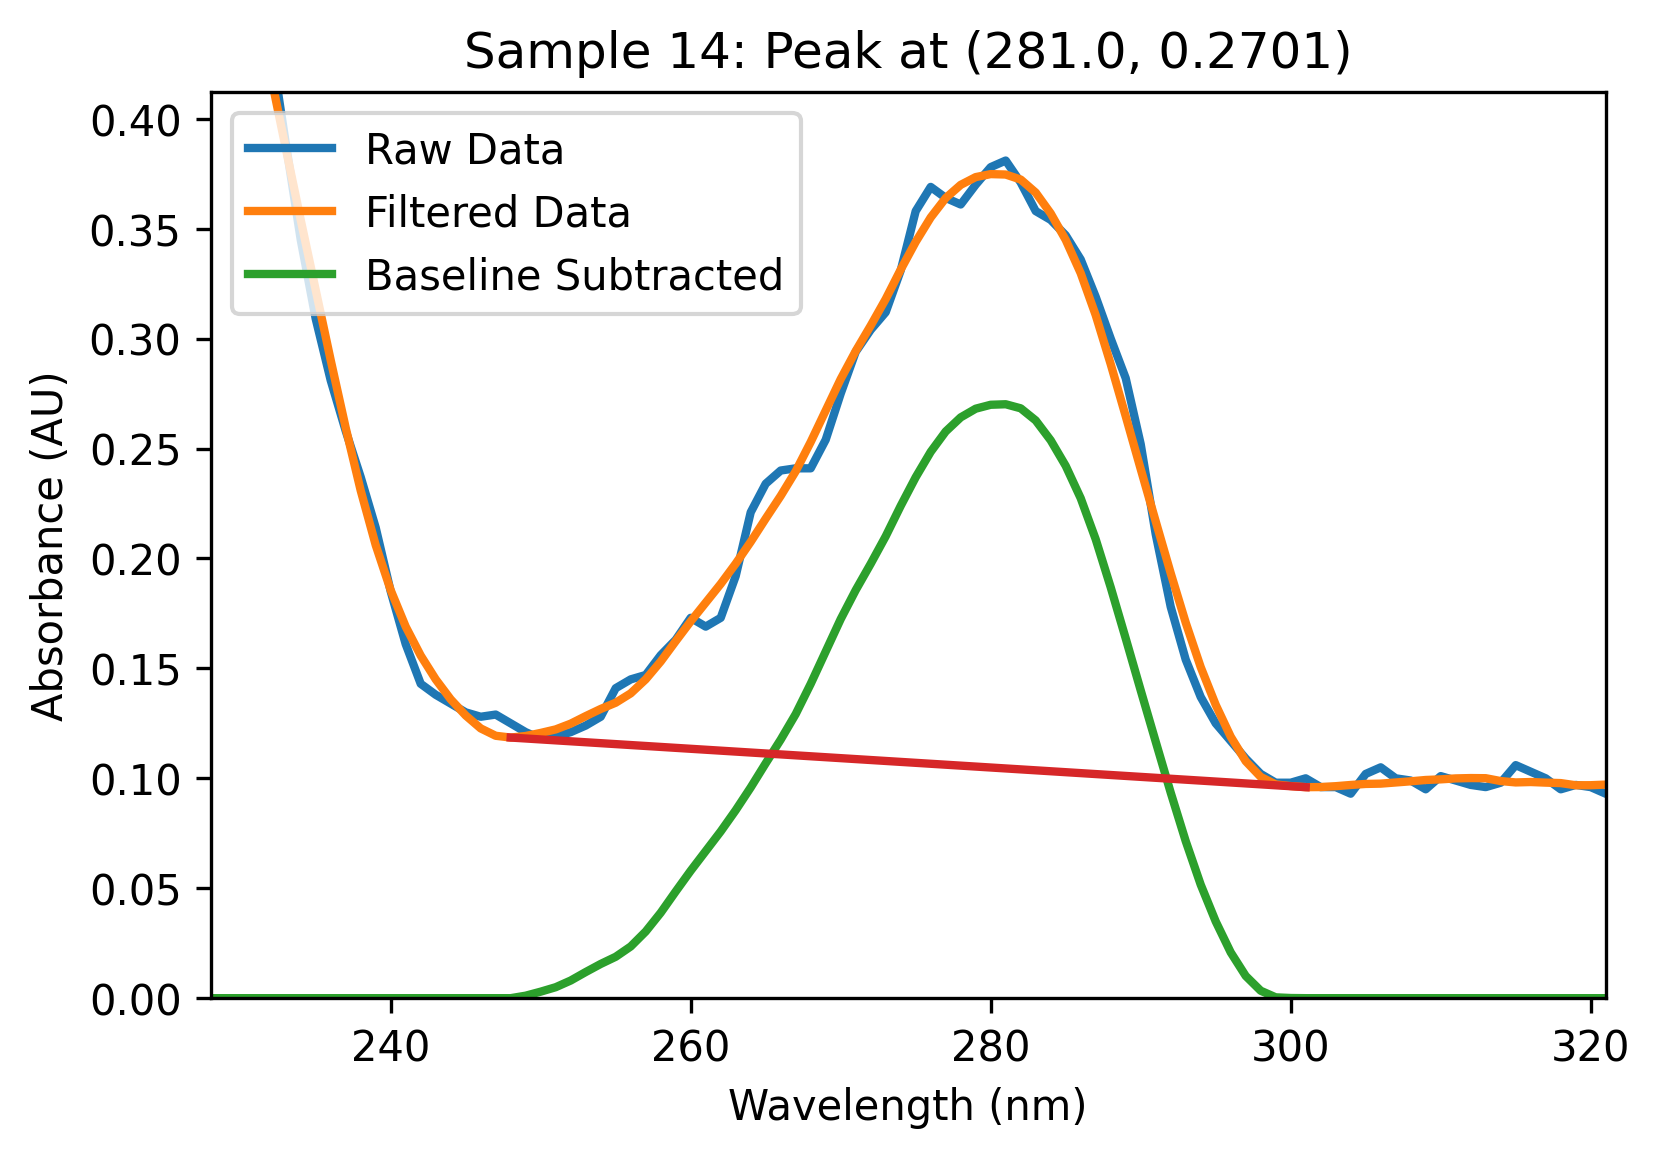 Sample 14: Peak at (281.0, 0.2701)
Raw Data
Filtered Data
Baseline Subtracted
Absorbance (AU)
0.40
0.35
0.30
0.25
0.20
0.15
0.10
0.05
0.00
240 260 280 300 320
Wavelength (nm)